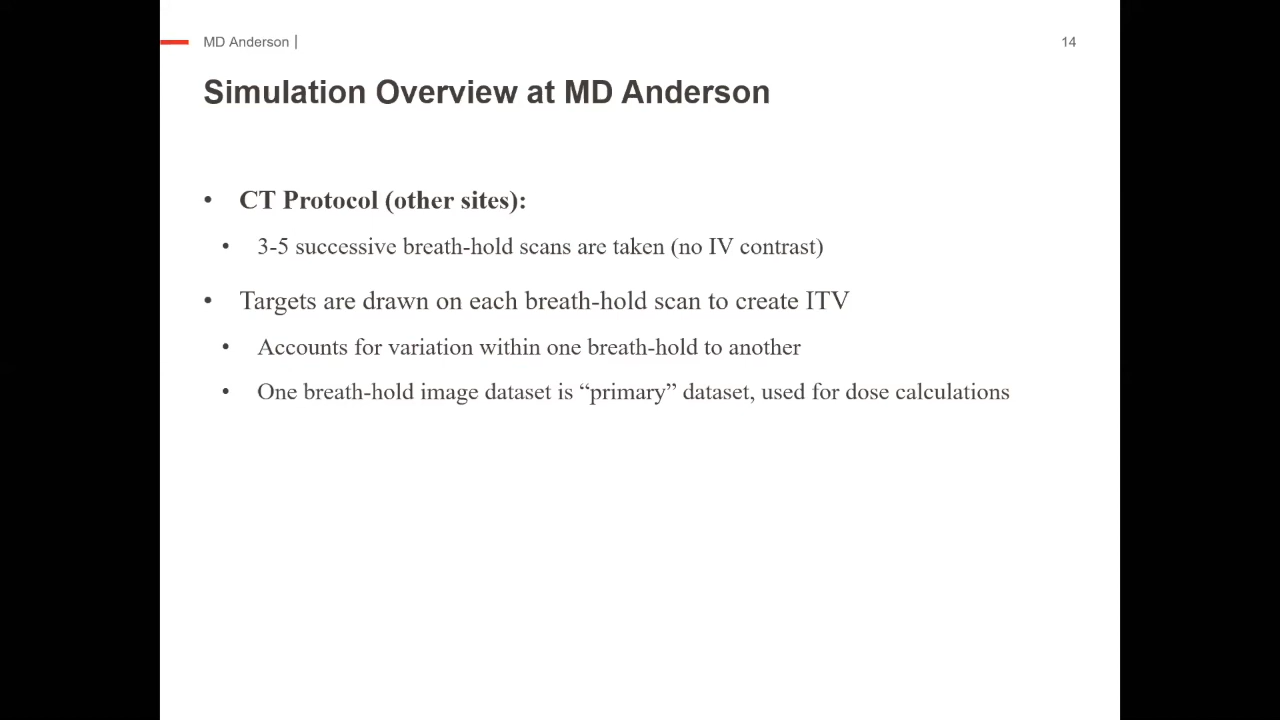 MD Anderson |
14
Simulation Overview at MD Anderson
• CT Protocol (other sites):
• 3-5 successive breath-hold scans are taken (no IV contrast)
• Targets are drawn on each breath-hold scan to create ITV
• Accounts for variation within one breath-hold to another
• One breath-hold image dataset is “primary” dataset, used for dose calculations